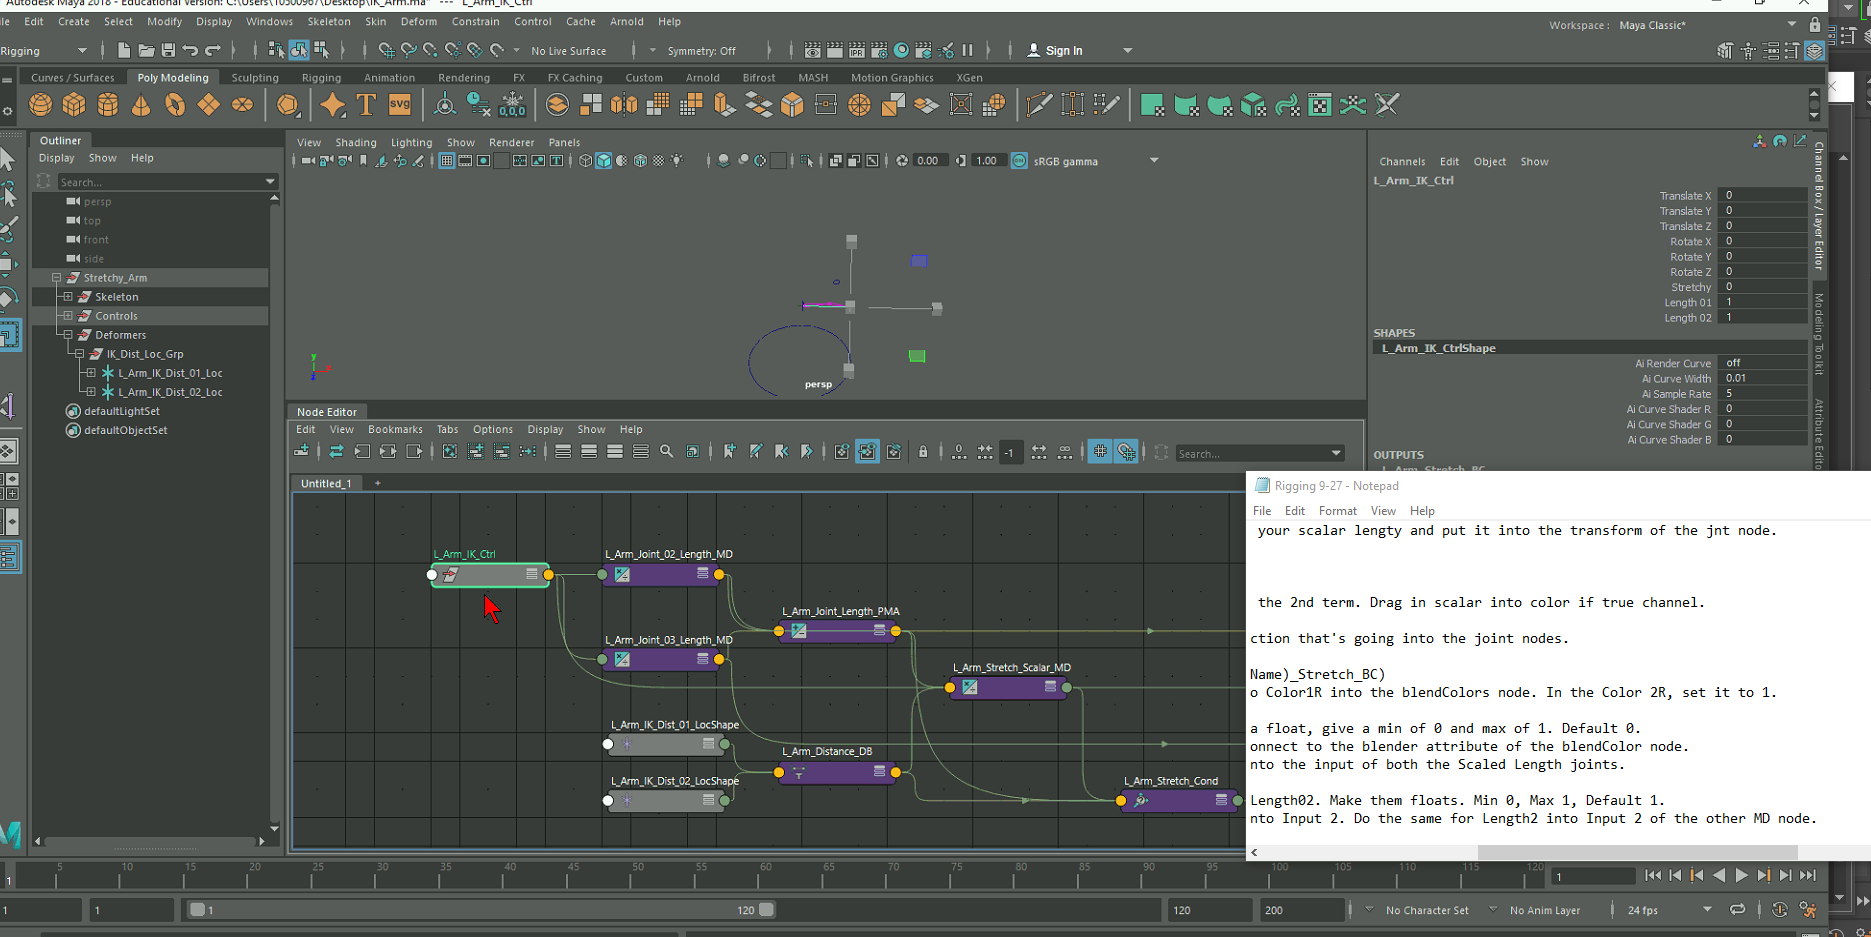 Autodesk Maya 2018 - Educational Version: C:\Users\10500967\Desktop\IK_Arm.ma* --- L_Arm_IK_Ctrl
Edit Create Select Modify Display Windows Skeleton Skin Deform Constrain Control Cache Arnold Help
Workspace : Maya Classic*
Rigging
No Live Surface
Symmetry: Off
Sign In
Curves / Surfaces Poly Modeling Sculpting Rigging Animation Rendering FX FX Caching Custom Arnold Bifrost MASH Motion Graphics XGen
T
SVG
0,0,0
Outliner
Display Show Help
Search...
persp
top
front
side
Stretchy_Arm
Skeleton
Controls
Deformers
IK_Dist_Loc_Grp
L_Arm_IK_Dist_01_Loc
L_Arm_IK_Dist_02_Loc
defaultLightSet
defaultObjectSet
View Shading Lighting Show Renderer Panels
0.00 1.00 sRGB gamma
persp
Channels Edit Object Show
L_Arm_IK_Ctrl
Translate X 0
Translate Y 0
Translate Z 0
Rotate X 0
Rotate Y 0
Rotate Z 0
Stretchy 0
Length 01 1
Length 02 1
SHAPES
L_Arm_IK_CtrlShape
Ai Render Curve off
Ai Curve Width 0.01
Ai Sample Rate 5
Ai Curve Shader R 0
Ai Curve Shader G 0
Ai Curve Shader B 0
OUTPUTS
L_Arm_Stretch_BC
Channel Box / Layer Editor
Modeling Toolkit
Attribute Editor
Node Editor
Edit View Bookmarks Tabs Options Display Show Help
-1
Search...
Untitled_1 +
L_Arm_IK_Ctrl
L_Arm_Joint_02_Length_MD
L_Arm_Joint_Length_PMA
L_Arm_Joint_03_Length_MD
L_Arm_Stretch_Scalar_MD
L_Arm_IK_Dist_01_LocShape
L_Arm_Distance_DB
L_Arm_IK_Dist_02_LocShape
L_Arm_Stretch_Cond
Rigging 9-27 - Notepad
File Edit Format View Help
your scalar lengty and put it into the transform of the jnt node.
the 2nd term. Drag in scalar into color if true channel.
ction that's going into the joint nodes.
Name)_Stretch_BC)
o Color1R into the blendColors node. In the Color 2R, set it to 1.
a float, give a min of 0 and max of 1. Default 0.
onnect to the blender attribute of the blendColor node.
nto the input of both the Scaled Length joints.
Length02. Make them floats. Min 0, Max 1, Default 1.
nto Input 2. Do the same for Length2 into Input 2 of the other MD node.
1 5 10 15 20 25 30 35 40 45 50 55 60 65 70 75 80 85 90 95 100 105 110 115 120
1
1 1 1 120 120 200 No Character Set No Anim Layer 24 fps